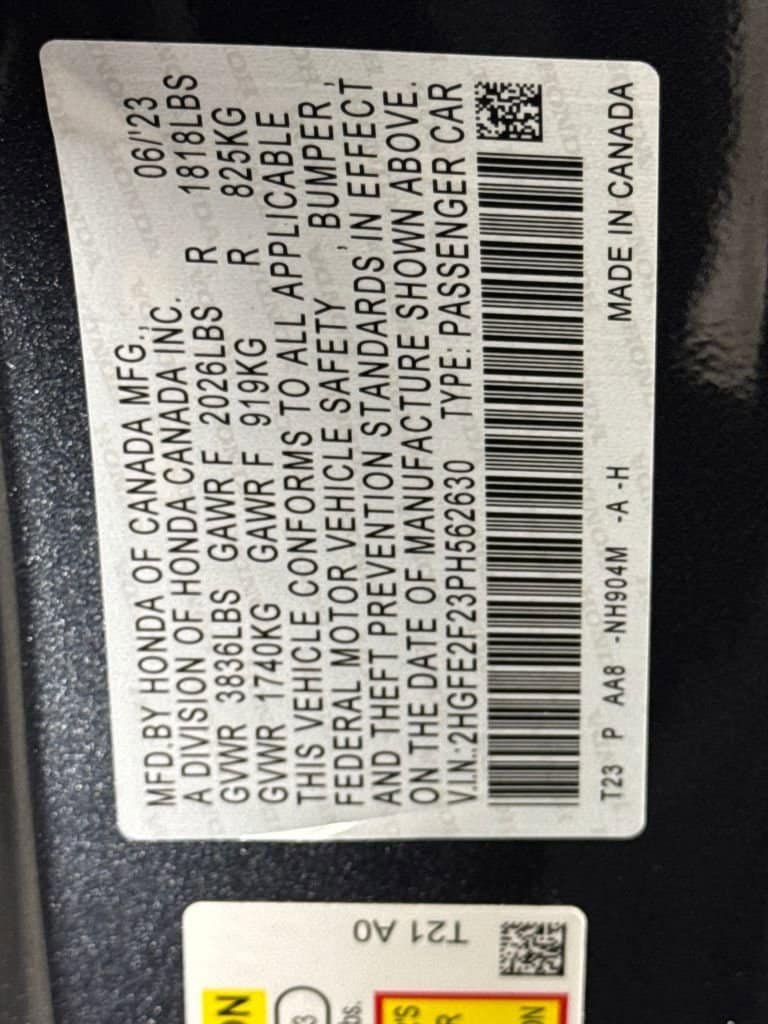 MFD.BY HONDA OF CANADA MFG., 06/'23
A DIVISION OF HONDA CANADA INC.
GVWR 3836LBS GAWR F 2026LBS R 1818LBS
GVWR 1740KG GAWR F 919KG R 825KG
THIS VEHICLE CONFORMS TO ALL APPLICABLE
FEDERAL MOTOR VEHICLE SAFETY , BUMPER ,
AND THEFT PREVENTION STANDARDS IN EFFECT
ON THE DATE OF MANUFACTURE SHOWN ABOVE.
V.I.N.:2HGFE2F23PH562630 TYPE: PASSENGER CAR
T23 P AA8 -NH904M -A -H MADE IN CANADA
T21 A0